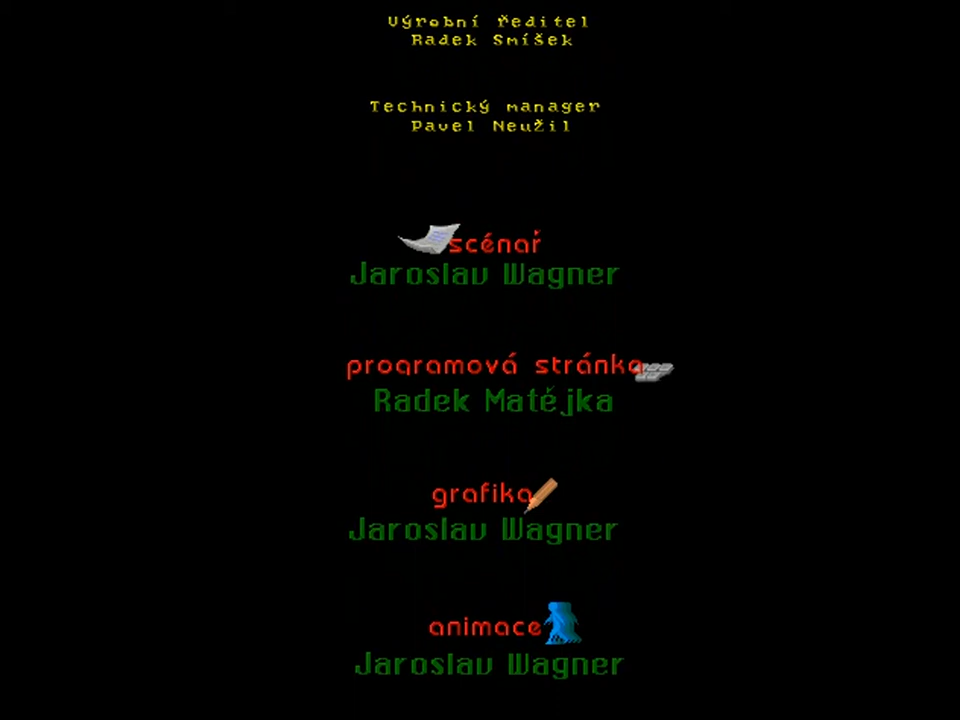 Výrobní ředitel
Radek Smíšek
Technický manager
Pavel Neužil
scénař
Jaroslav Wagner
programová stránka
Radek Matějka
grafika
Jaroslav Wagner
animace
Jaroslav Wagner